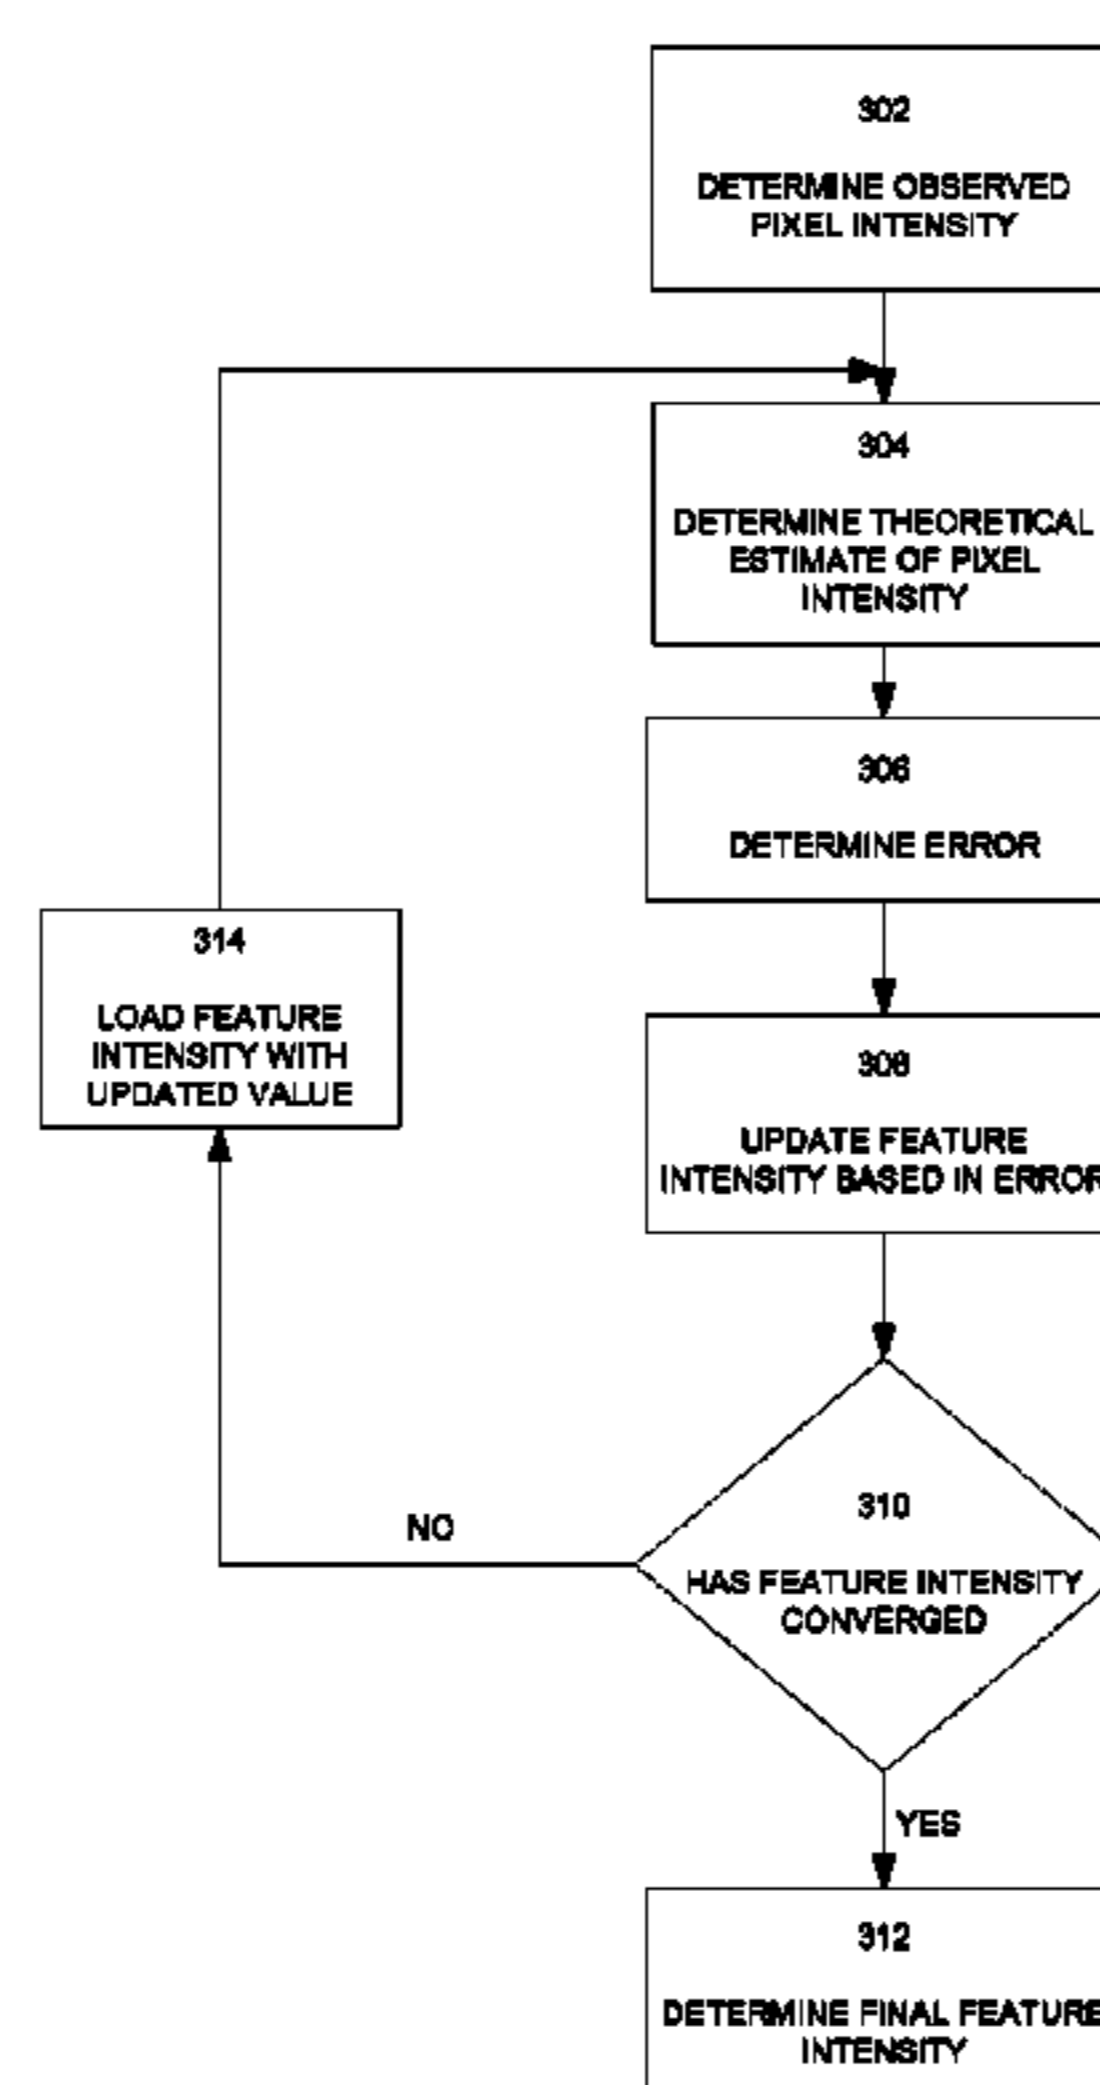 302
DETERMINE OBSERVED
PIXEL INTENSITY
304
DETERMINE THEORETICAL
ESTIMATE OF PIXEL
INTENSITY
306
DETERMINE ERROR
314
LOAD FEATURE
INTENSITY WITH
UPDATED VALUE
308
UPDATE FEATURE
INTENSITY BASED IN ERROR
310
HAS FEATURE INTENSITY
CONVERGED
NO
YES
312
DETERMINE FINAL FEATURE
INTENSITY